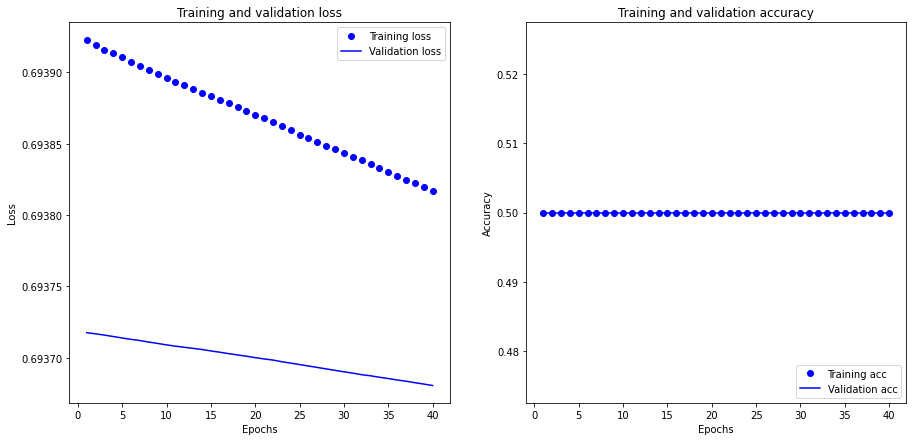 Training and validation loss
Training loss
Validation loss
0.69390
0.69385
0.69380
0.69375
0.69370
Loss
0 5 10 15 20 25 30 35 40
Epochs
Training and validation accuracy
0.52
0.51
0.50
0.49
0.48
Accuracy
Training acc
Validation acc
0 5 10 15 20 25 30 35 40
Epochs